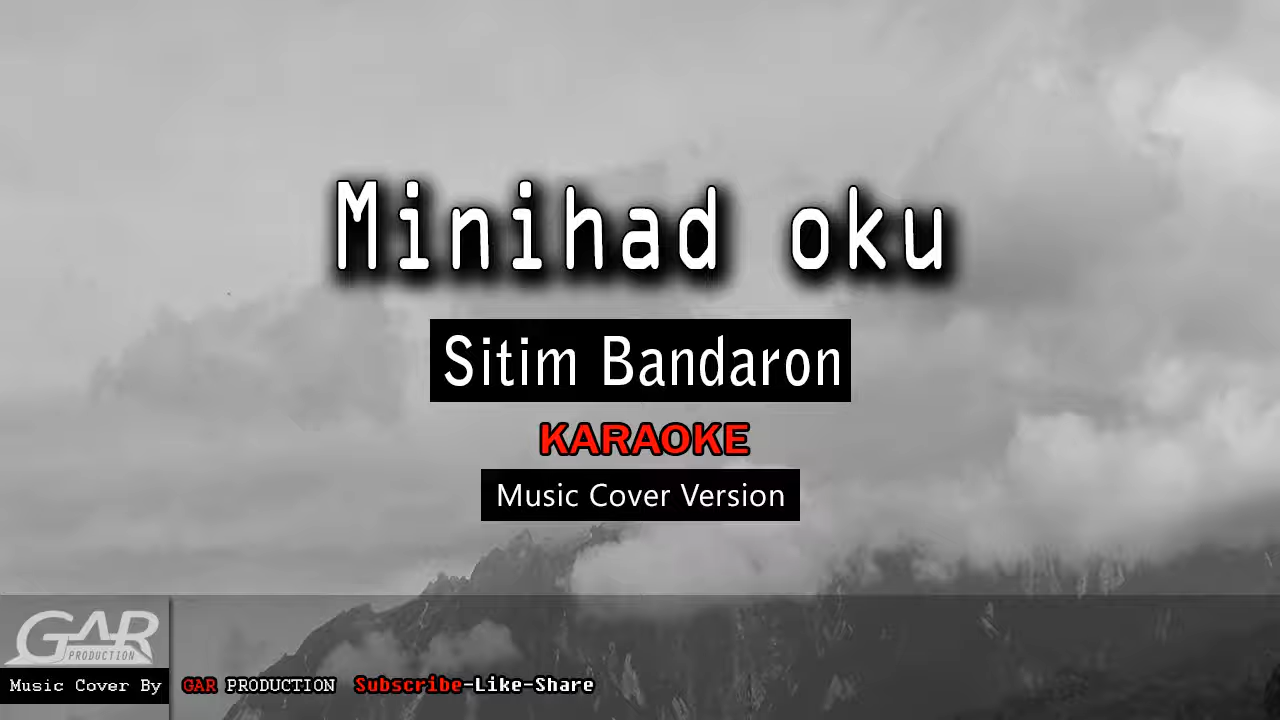 Minihad oku
Sitim Bandaron
KARAOKE
Music Cover Version
GAR
PRODUCTION
Music Cover By GAR PRODUCTION Subscribe-Like-Share